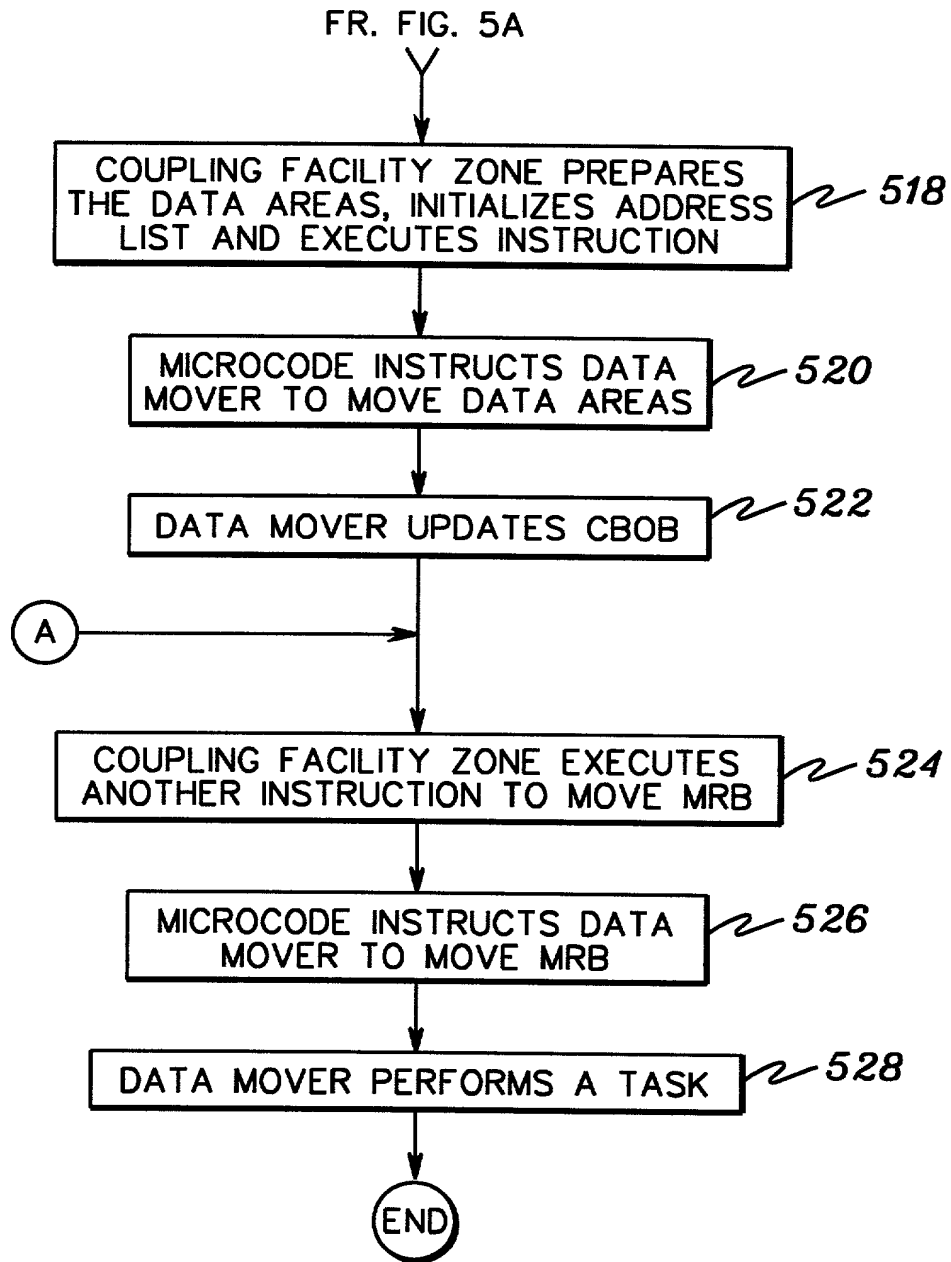 FR. FIG. 5A
COUPLING FACILITY ZONE PREPARES
THE DATA AREAS, INITIALIZES ADDRESS
LIST AND EXECUTES INSTRUCTION
518
MICROCODE INSTRUCTS DATA
MOVER TO MOVE DATA AREAS
520
DATA MOVER UPDATES CBOB
522
A
COUPLING FACILITY ZONE EXECUTES
ANOTHER INSTRUCTION TO MOVE MRB
524
MICROCODE INSTRUCTS DATA
MOVER TO MOVE MRB
526
DATA MOVER PERFORMS A TASK
528
END